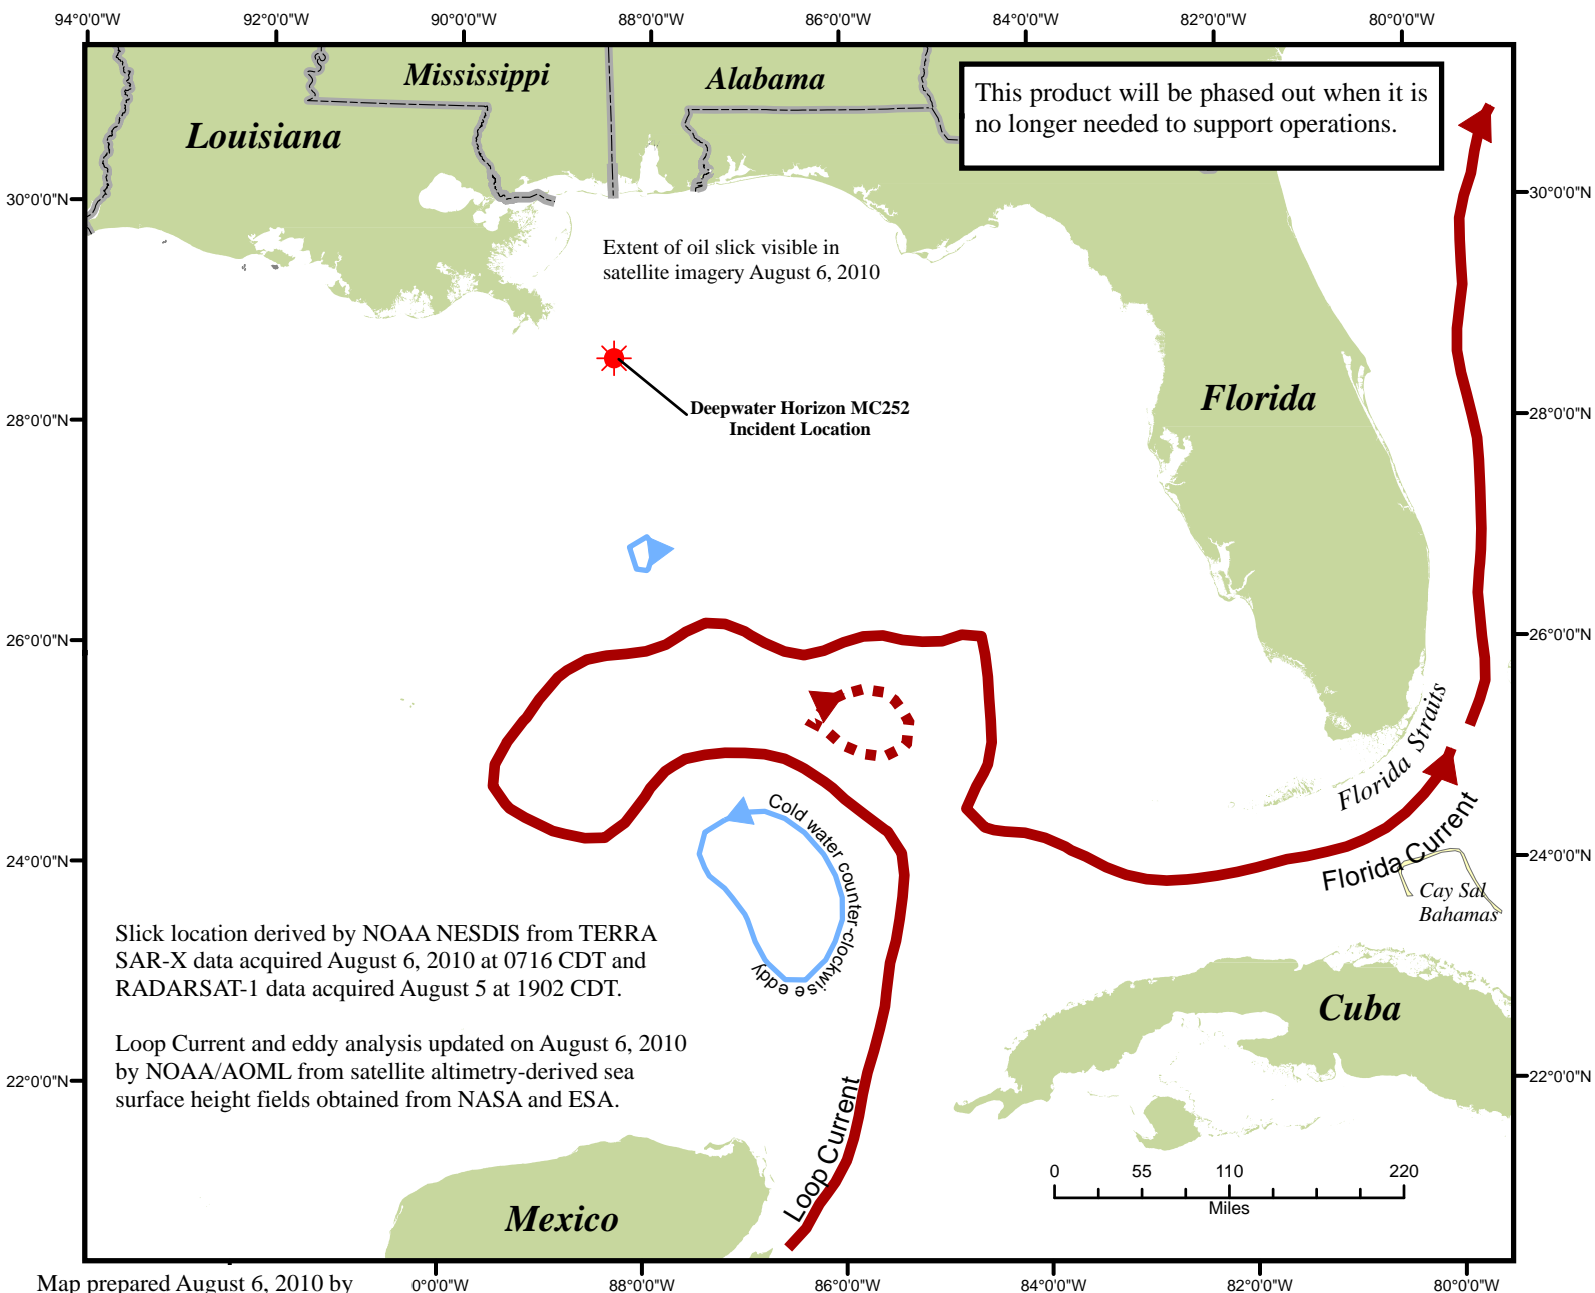 94°0'0"W
92°0'0"W
90°0'0"W
88°0'0"W
86°0'0"W
84°0'0"W
82°0'0"W
80°0'0"W
Mississippi
Alabama
Louisiana
This product will be phased out when it is
no longer needed to support operations.
30°0'0"N
30°0'0"N
Extent of oil slick visible in
satellite imagery August 6, 2010
Florida
28°0'0"N
28°0'0"N
Deepwater Horizon MC252
Incident Location
26°0'0"N
26°0'0"N
Florida Straits
Florida Current
Cold water counter-clockwise eddy
24°0'0"N
24°0'0"N
Cay Sal
Bahamas
Slick location derived by NOAA NESDIS from TERRA
SAR-X data acquired August 6, 2010 at 0716 CDT and
RADARSAT-1 data acquired August 5 at 1902 CDT.
Loop Current and eddy analysis updated on August 6, 2010
by NOAA/AOML from satellite altimetry-derived sea
surface height fields obtained from NASA and ESA.
Cuba
22°0'0"N
22°0'0"N
Loop Current
Mexico
0
55
110
220
Miles
Map prepared August 6, 2010 by
0°0'0"W
88°0'0"W
86°0'0"W
84°0'0"W
82°0'0"W
80°0'0"W